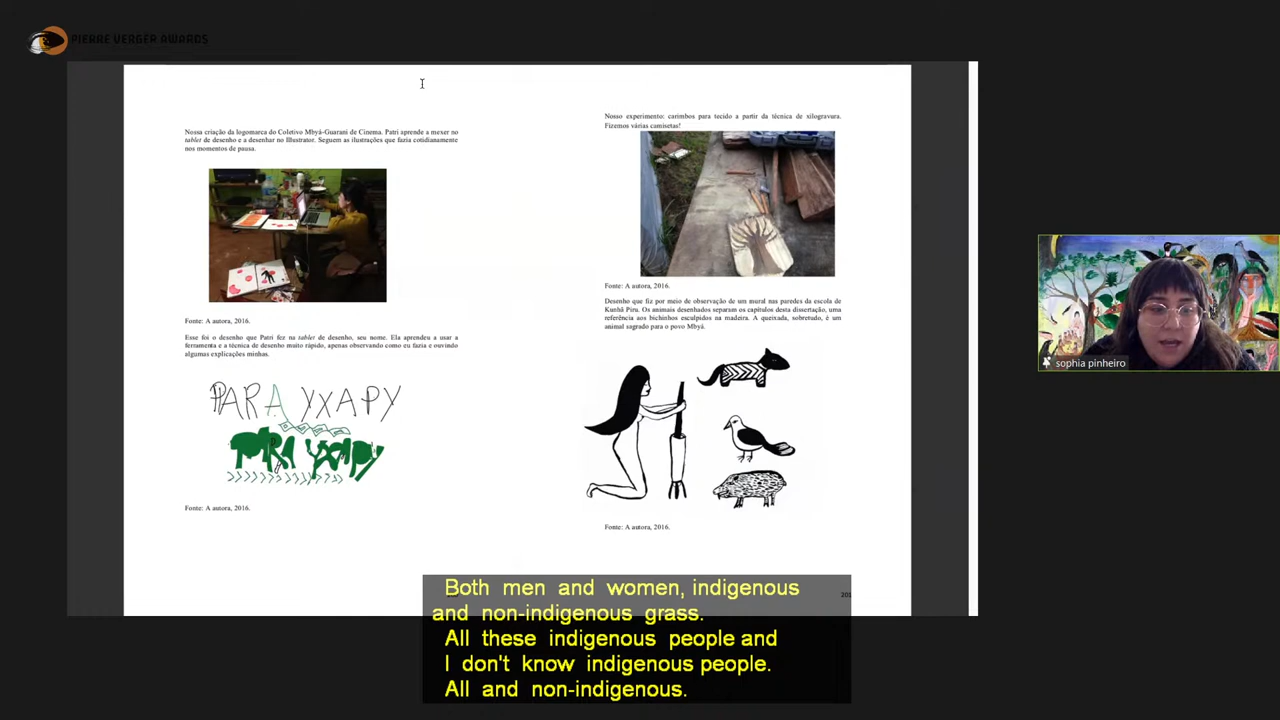 PIERRE VERGER AWARDS
Nossa criação da logomarca do Coletivo Mbyá-Guarani de Cinema. Patri aprende a mexer no
tablet de desenho e a desenhar no Illustrator. Seguem as ilustrações que fazia cotidianamente
nos momentos de pausa.
Fonte: A autora, 2016.
Esse foi o desenho que Patri fez na tablet de desenho, seu nome. Ela aprendeu a usar a
ferramenta e a técnica de desenho muito rápido, apenas observando como eu fazia e ouvindo
algumas explicações minhas.
PARA YXAPY
PARA YXAPY
Fonte: A autora, 2016.
Nosso experimento: carimbos para tecido a partir da técnica de xilogravura.
Fizemos várias camisetas!
Fonte: A autora, 2016.
Desenho que fiz por meio de observação de um mural nas paredes da escola de
Kunhã Piru. Os animais desenhados separam os capítulos desta dissertação, uma
referência aos bichinhos esculpidos na madeira. A queixada, sobretudo, é um
animal sagrado para o povo Mbyá.
Fonte: A autora, 2016.
201
sophia pinheiro
Both men and women, indigenous
and non-indigenous grass.
All these indigenous people and
I don't know indigenous people.
All and non-indigenous.